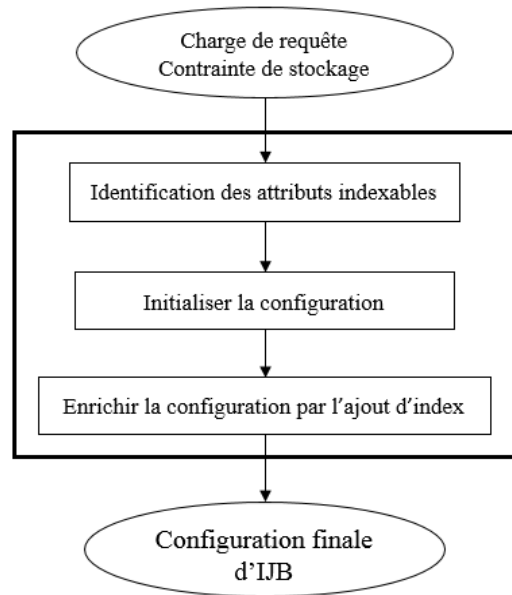 Charge de requête
Contrainte de stockage
Identification des attributs indexables
Initialiser la configuration
Enrichir la configuration par l'ajout d'index
Configuration finale
d'IJB